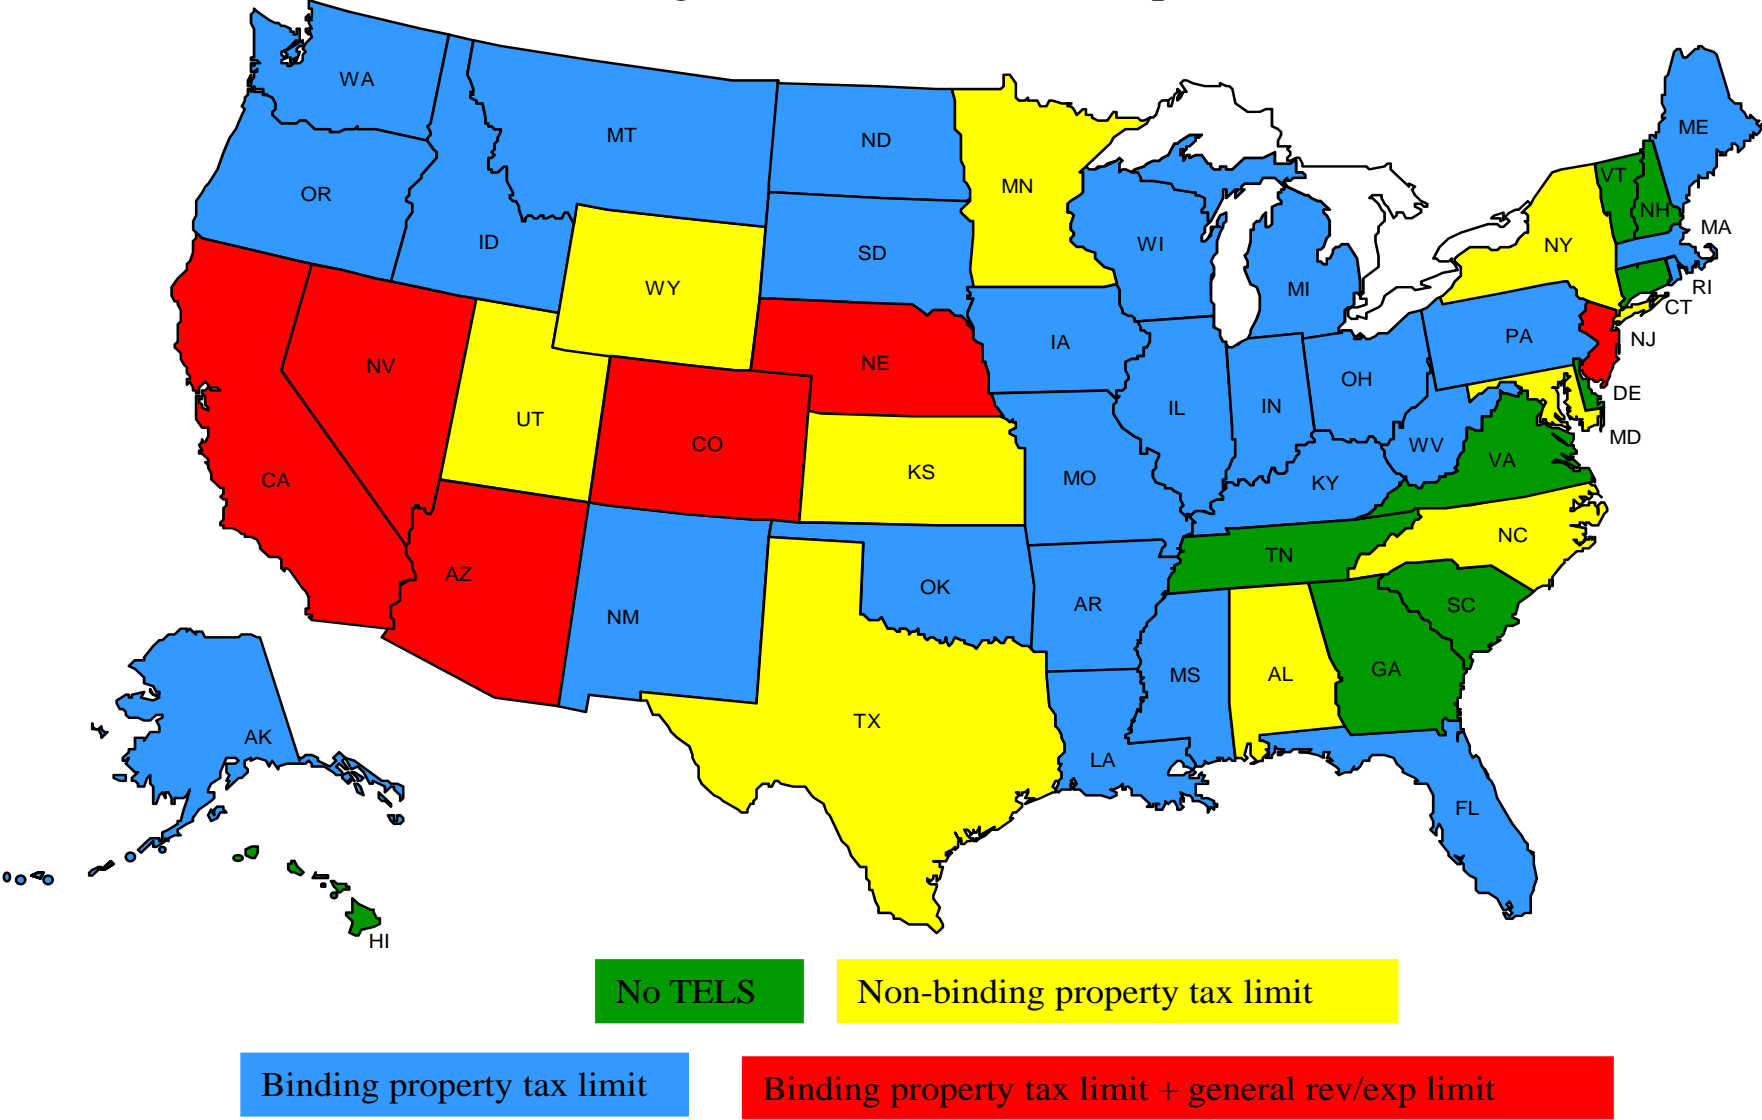 WA
MT
ND
MN
ME
VT
NH
OR
ID
WY
SD
WI
NY
MA
MI
RI
CT
NV
NE
IA
PA
NJ
OH
DE
UT
CO
IL
IN
MD
WV
CA
KS
MO
KY
VA
AZ
NM
OK
AR
TN
NC
SC
MS
AL
GA
TX
LA
FL
AK
HI
No TELS
Non-binding property tax limit
Binding property tax limit
Binding property tax limit + general rev/exp limit